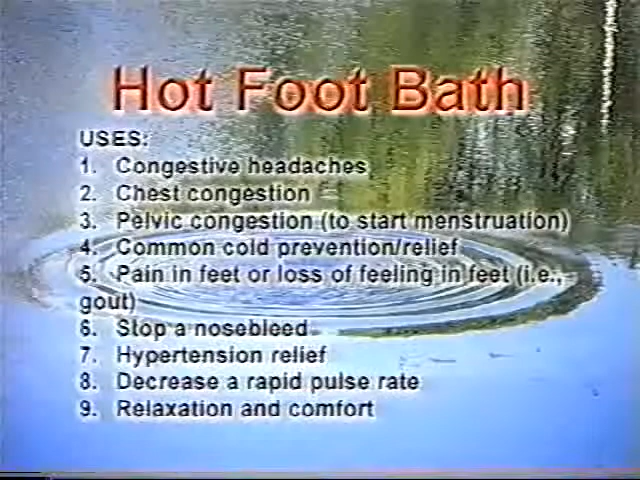 Hot Foot Bath
USES:
1. Congestive headaches
2. Chest congestion
3. Pelvic congestion (to start menstruation)
4. Common cold prevention/relief
5. Pain in feet or loss of feeling in feet (i.e.,
gout)
6. Stop a nosebleed
7. Hypertension relief
8. Decrease a rapid pulse rate
9. Relaxation and comfort